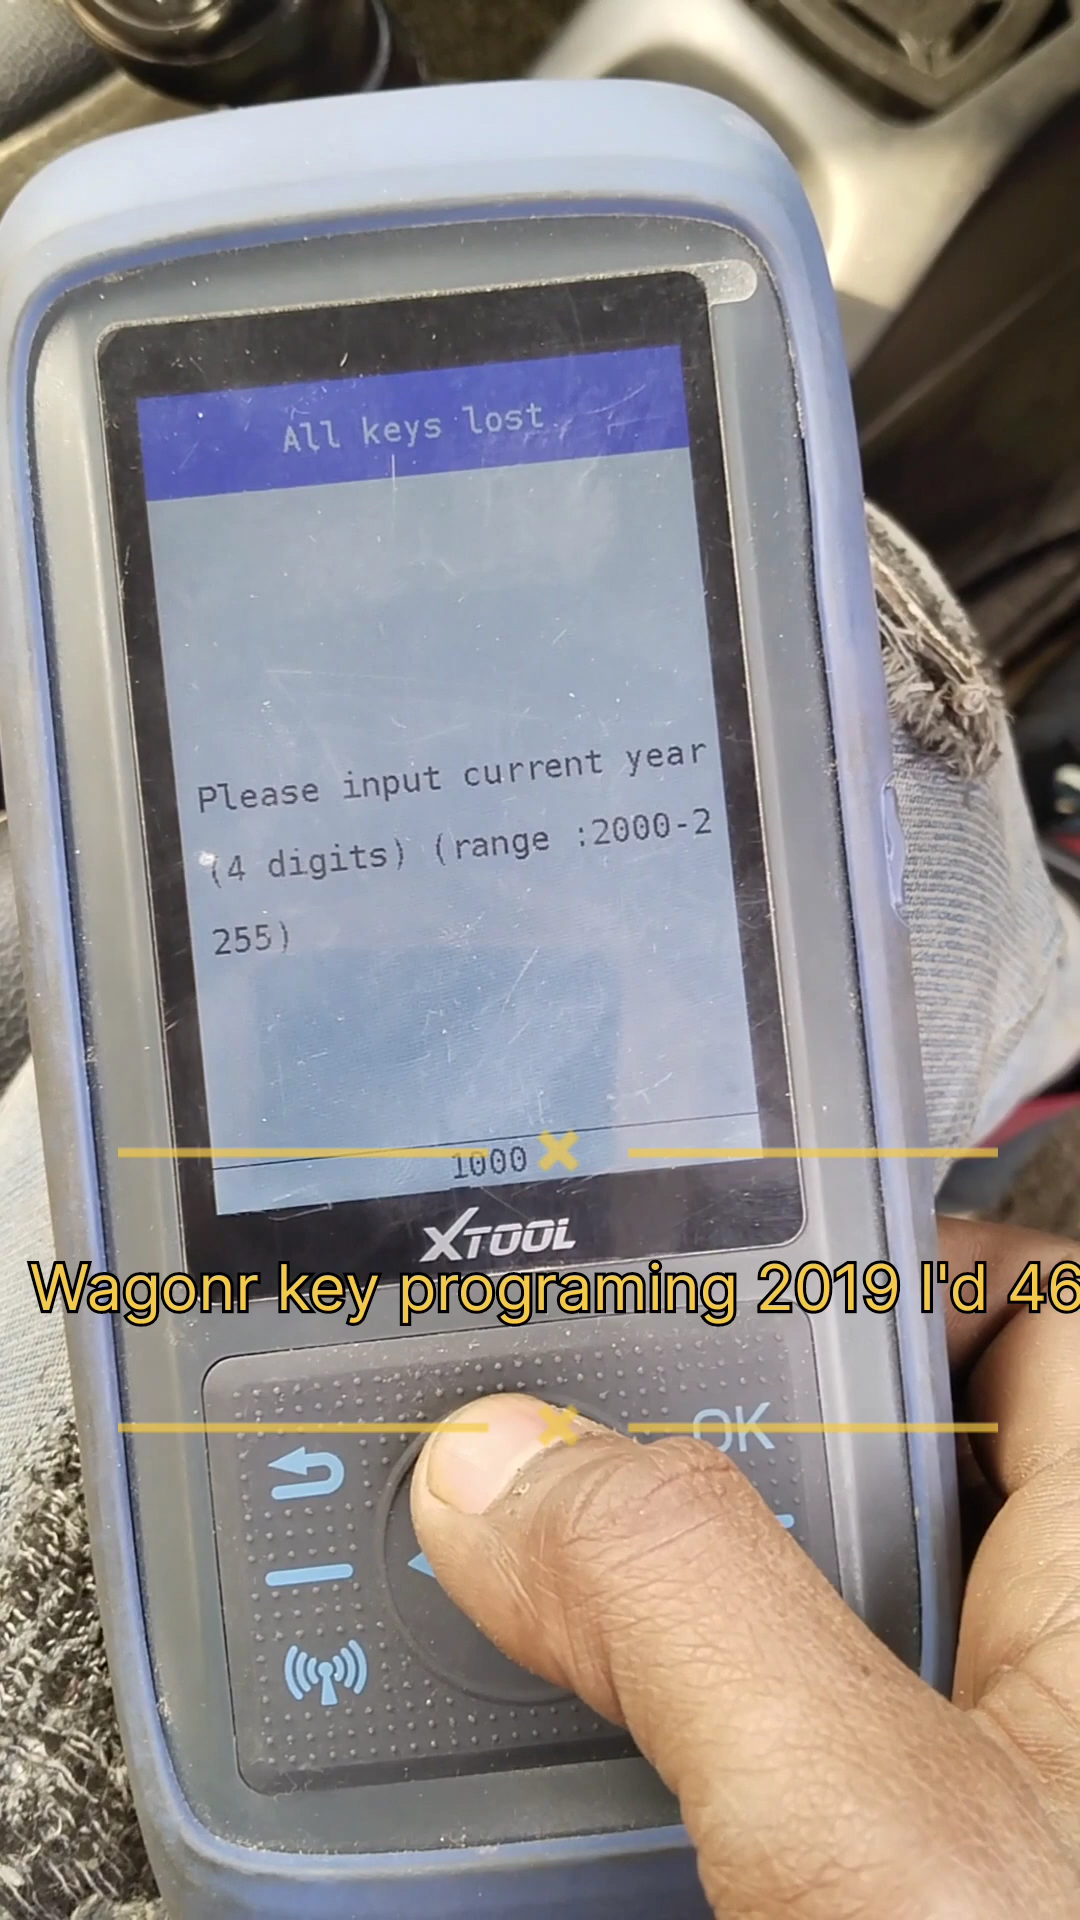 All keys lost
Please input current year
(4 digits) (range :2000-2
255)
1000
XTOOL
Wagonr key programing 2019 I'd 46
OK